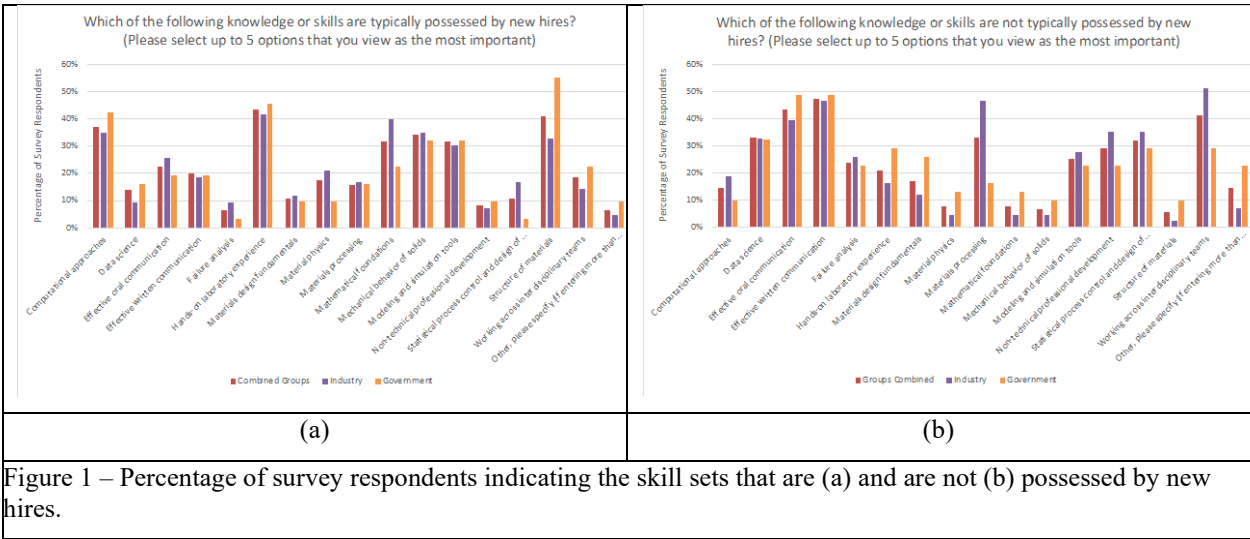 Which of the following knowledge or skills are typically possessed by new hires?
(Please select up to 5 options that you view as the most important)
Percentage of Survey Respondents
60%
50%
40%
30%
20%
10%
0%
Computational approaches
Data science
Effective oral communication
Effective written communication
Failure analysis
Hands-on laboratory experience
Materials design fundamentals
Material physics
Materials processing
Mathematical foundations
Mechanical behavior of solids
Modeling and simulation tools
Non-technical professional development
Statistical process control and design of…
Structure of materials
Working across interdisciplinary teams
Other, Please specify (If entering more than…
Combined Groups
Industry
Government
(a)
Which of the following knowledge or skills are not typically possessed by new
hires? (Please select up to 5 options that you view as the most important)
Percentage of Survey Respondents
60%
50%
40%
30%
20%
10%
0%
Computational approaches
Data science
Effective oral communication
Effective written communication
Failure analysis
Hands-on laboratory experience
Materials design fundamentals
Material physics
Materials processing
Mathematical foundations
Mechanical behavior of solids
Modeling and simulation tools
Non-technical professional development
Statistical process control and design of…
Structure of materials
Working across interdisciplinary teams
Other, Please specify (If entering more than…
Groups Combined
Industry
Government
(b)
Figure 1 – Percentage of survey respondents indicating the skill sets that are (a) and are not (b) possessed by new
hires.